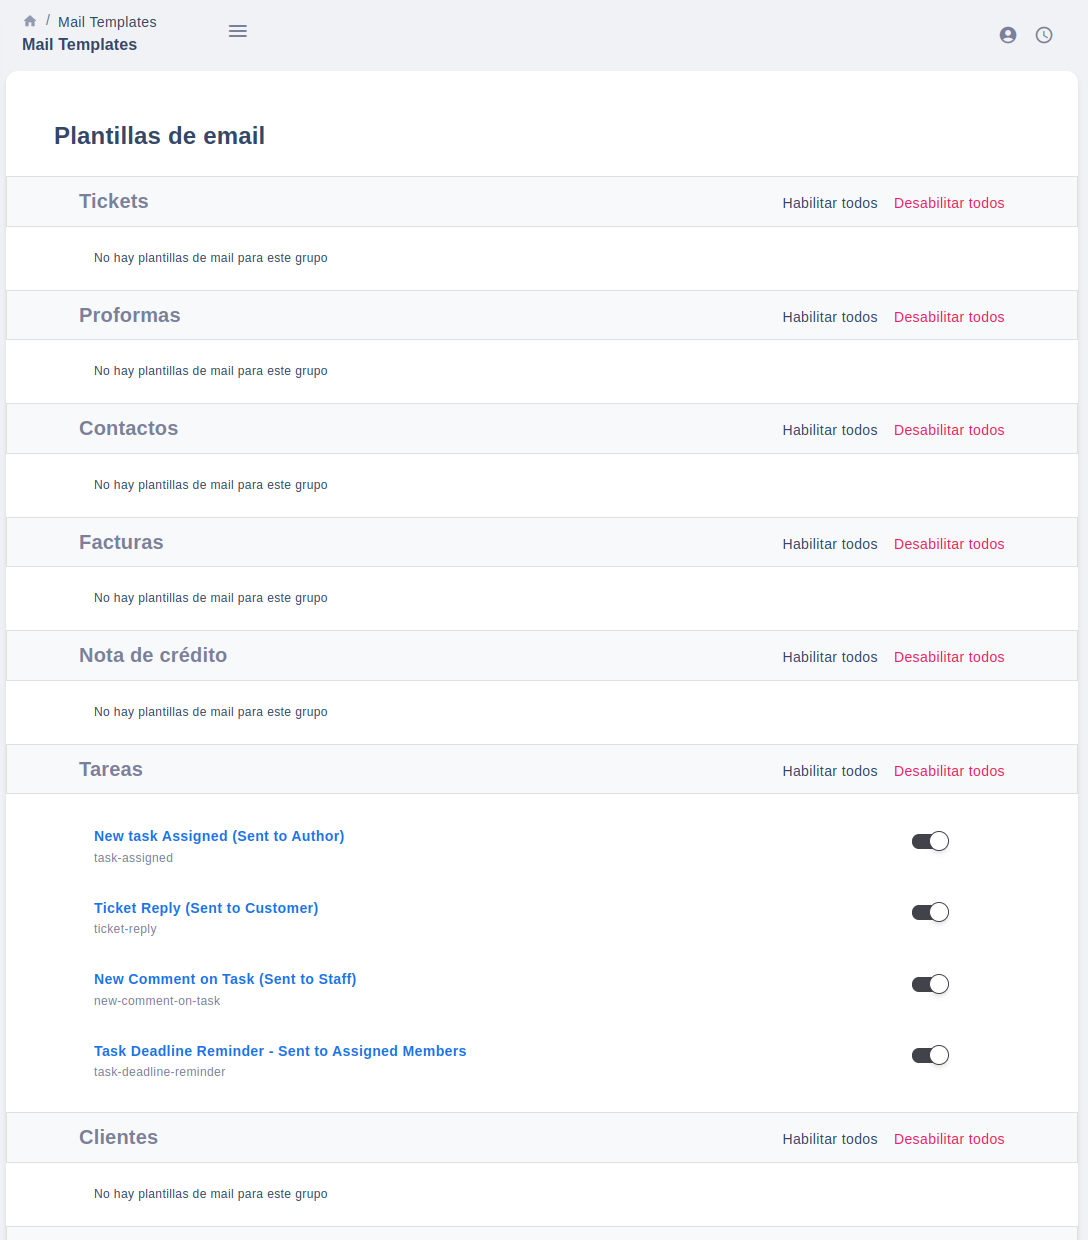 / Mail Templates
Mail Templates
Plantillas de email
Tickets Habilitar todos Desabilitar todos
No hay plantillas de mail para este grupo
Proformas Habilitar todos Desabilitar todos
No hay plantillas de mail para este grupo
Contactos Habilitar todos Desabilitar todos
No hay plantillas de mail para este grupo
Facturas Habilitar todos Desabilitar todos
No hay plantillas de mail para este grupo
Nota de crédito Habilitar todos Desabilitar todos
No hay plantillas de mail para este grupo
Tareas Habilitar todos Desabilitar todos
New task Assigned (Sent to Author)
task-assigned
Ticket Reply (Sent to Customer)
ticket-reply
New Comment on Task (Sent to Staff)
new-comment-on-task
Task Deadline Reminder - Sent to Assigned Members
task-deadline-reminder
Clientes Habilitar todos Desabilitar todos
No hay plantillas de mail para este grupo